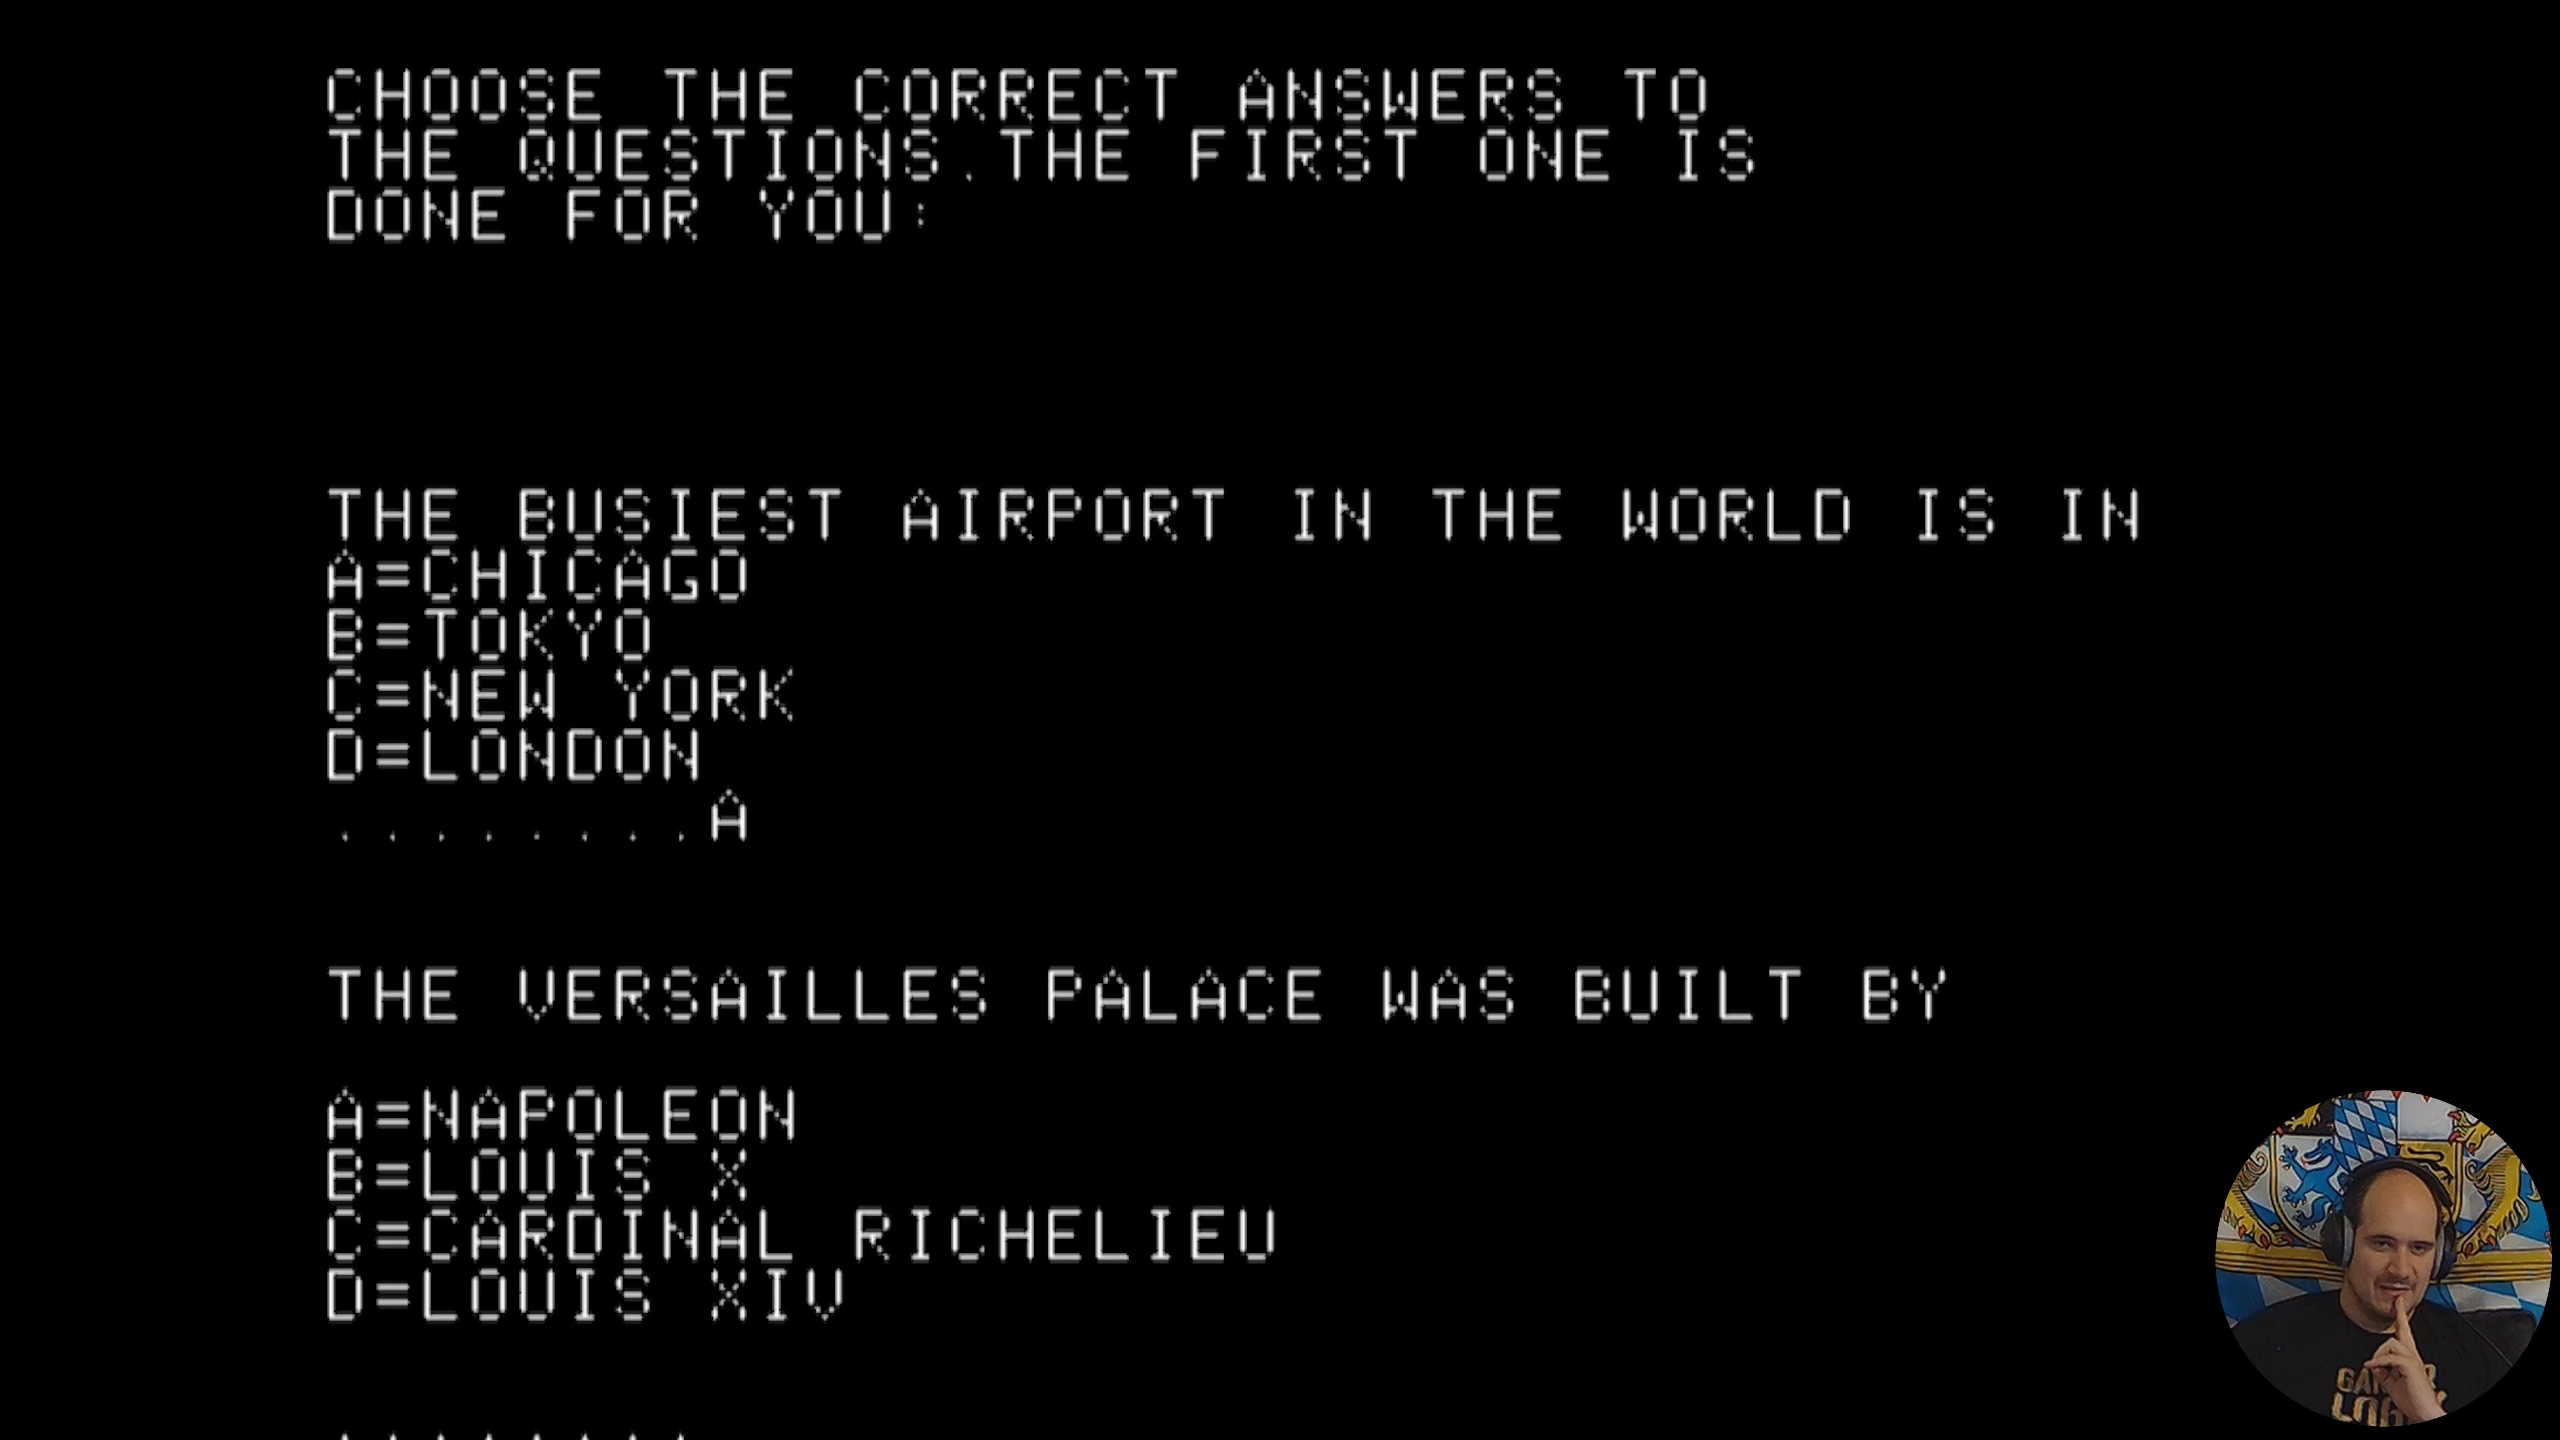 CHOOSE THE CORRECT ANSWERS TO
THE QUESTIONS.THE FIRST ONE IS
DONE FOR YOU:
THE BUSIEST AIRPORT IN THE WORLD IS IN
A=CHICAGO
B=TOKYO
C=NEW YORK
D=LONDON
........A
THE VERSAILLES PALACE WAS BUILT BY
A=NAPOLEON
B=LOUIS X
C=CARDINAL RICHELIEU
D=LOUIS XIV
........